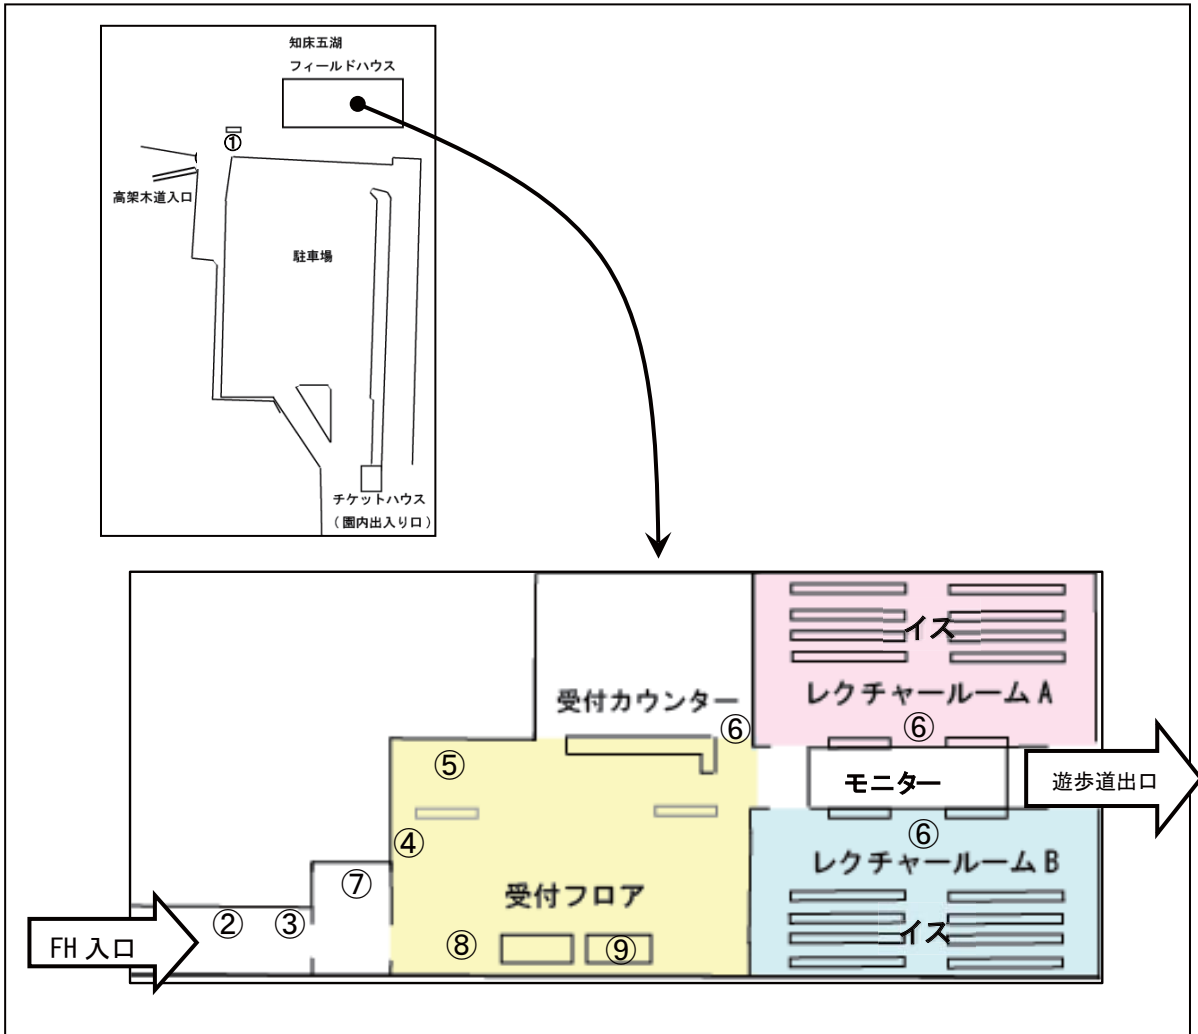 知床五湖
フィールドハウス
①
高架木道入口
駐車場
チケットハウス
(園内出入り口)
イス
受付カウンター
レクチャールーム A
⑥
⑥
⑤
モニター
遊歩道出口
④
⑥
レクチャールーム B
⑦
受付フロア
②
③
イス
FH 入口
⑧
⑨